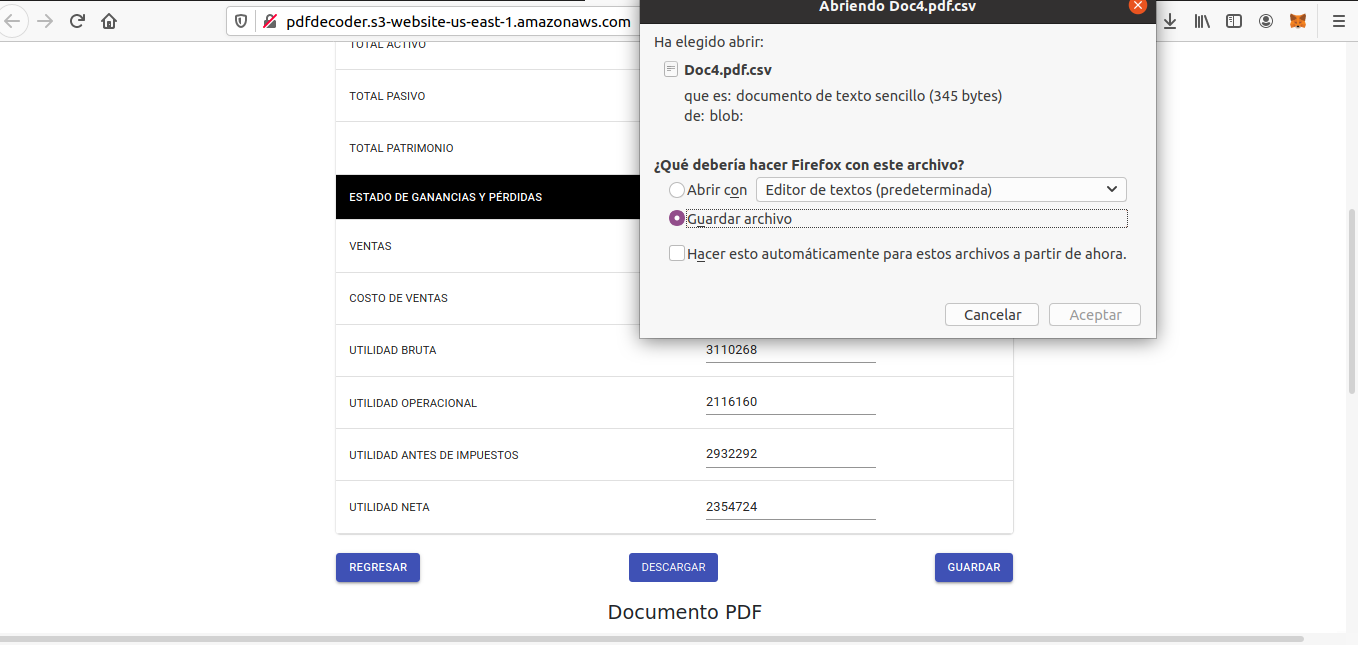 pdfdecoder.s3-website-us-east-1.amazonaws.com
Abriendo Doc4.pdf.csv
Ha elegido abrir:
Doc4.pdf.csv
que es: documento de texto sencillo (345 bytes)
de: blob:
¿Qué debería hacer Firefox con este archivo?
Abrir con Editor de textos (predeterminada)
Guardar archivo
Hacer esto automáticamente para estos archivos a partir de ahora.
Cancelar Aceptar
TOTAL ACTIVO
TOTAL PASIVO
TOTAL PATRIMONIO
ESTADO DE GANANCIAS Y PÉRDIDAS
VENTAS
COSTO DE VENTAS
UTILIDAD BRUTA 3110268
UTILIDAD OPERACIONAL 2116160
UTILIDAD ANTES DE IMPUESTOS 2932292
UTILIDAD NETA 2354724
REGRESAR DESCARGAR GUARDAR
Documento PDF